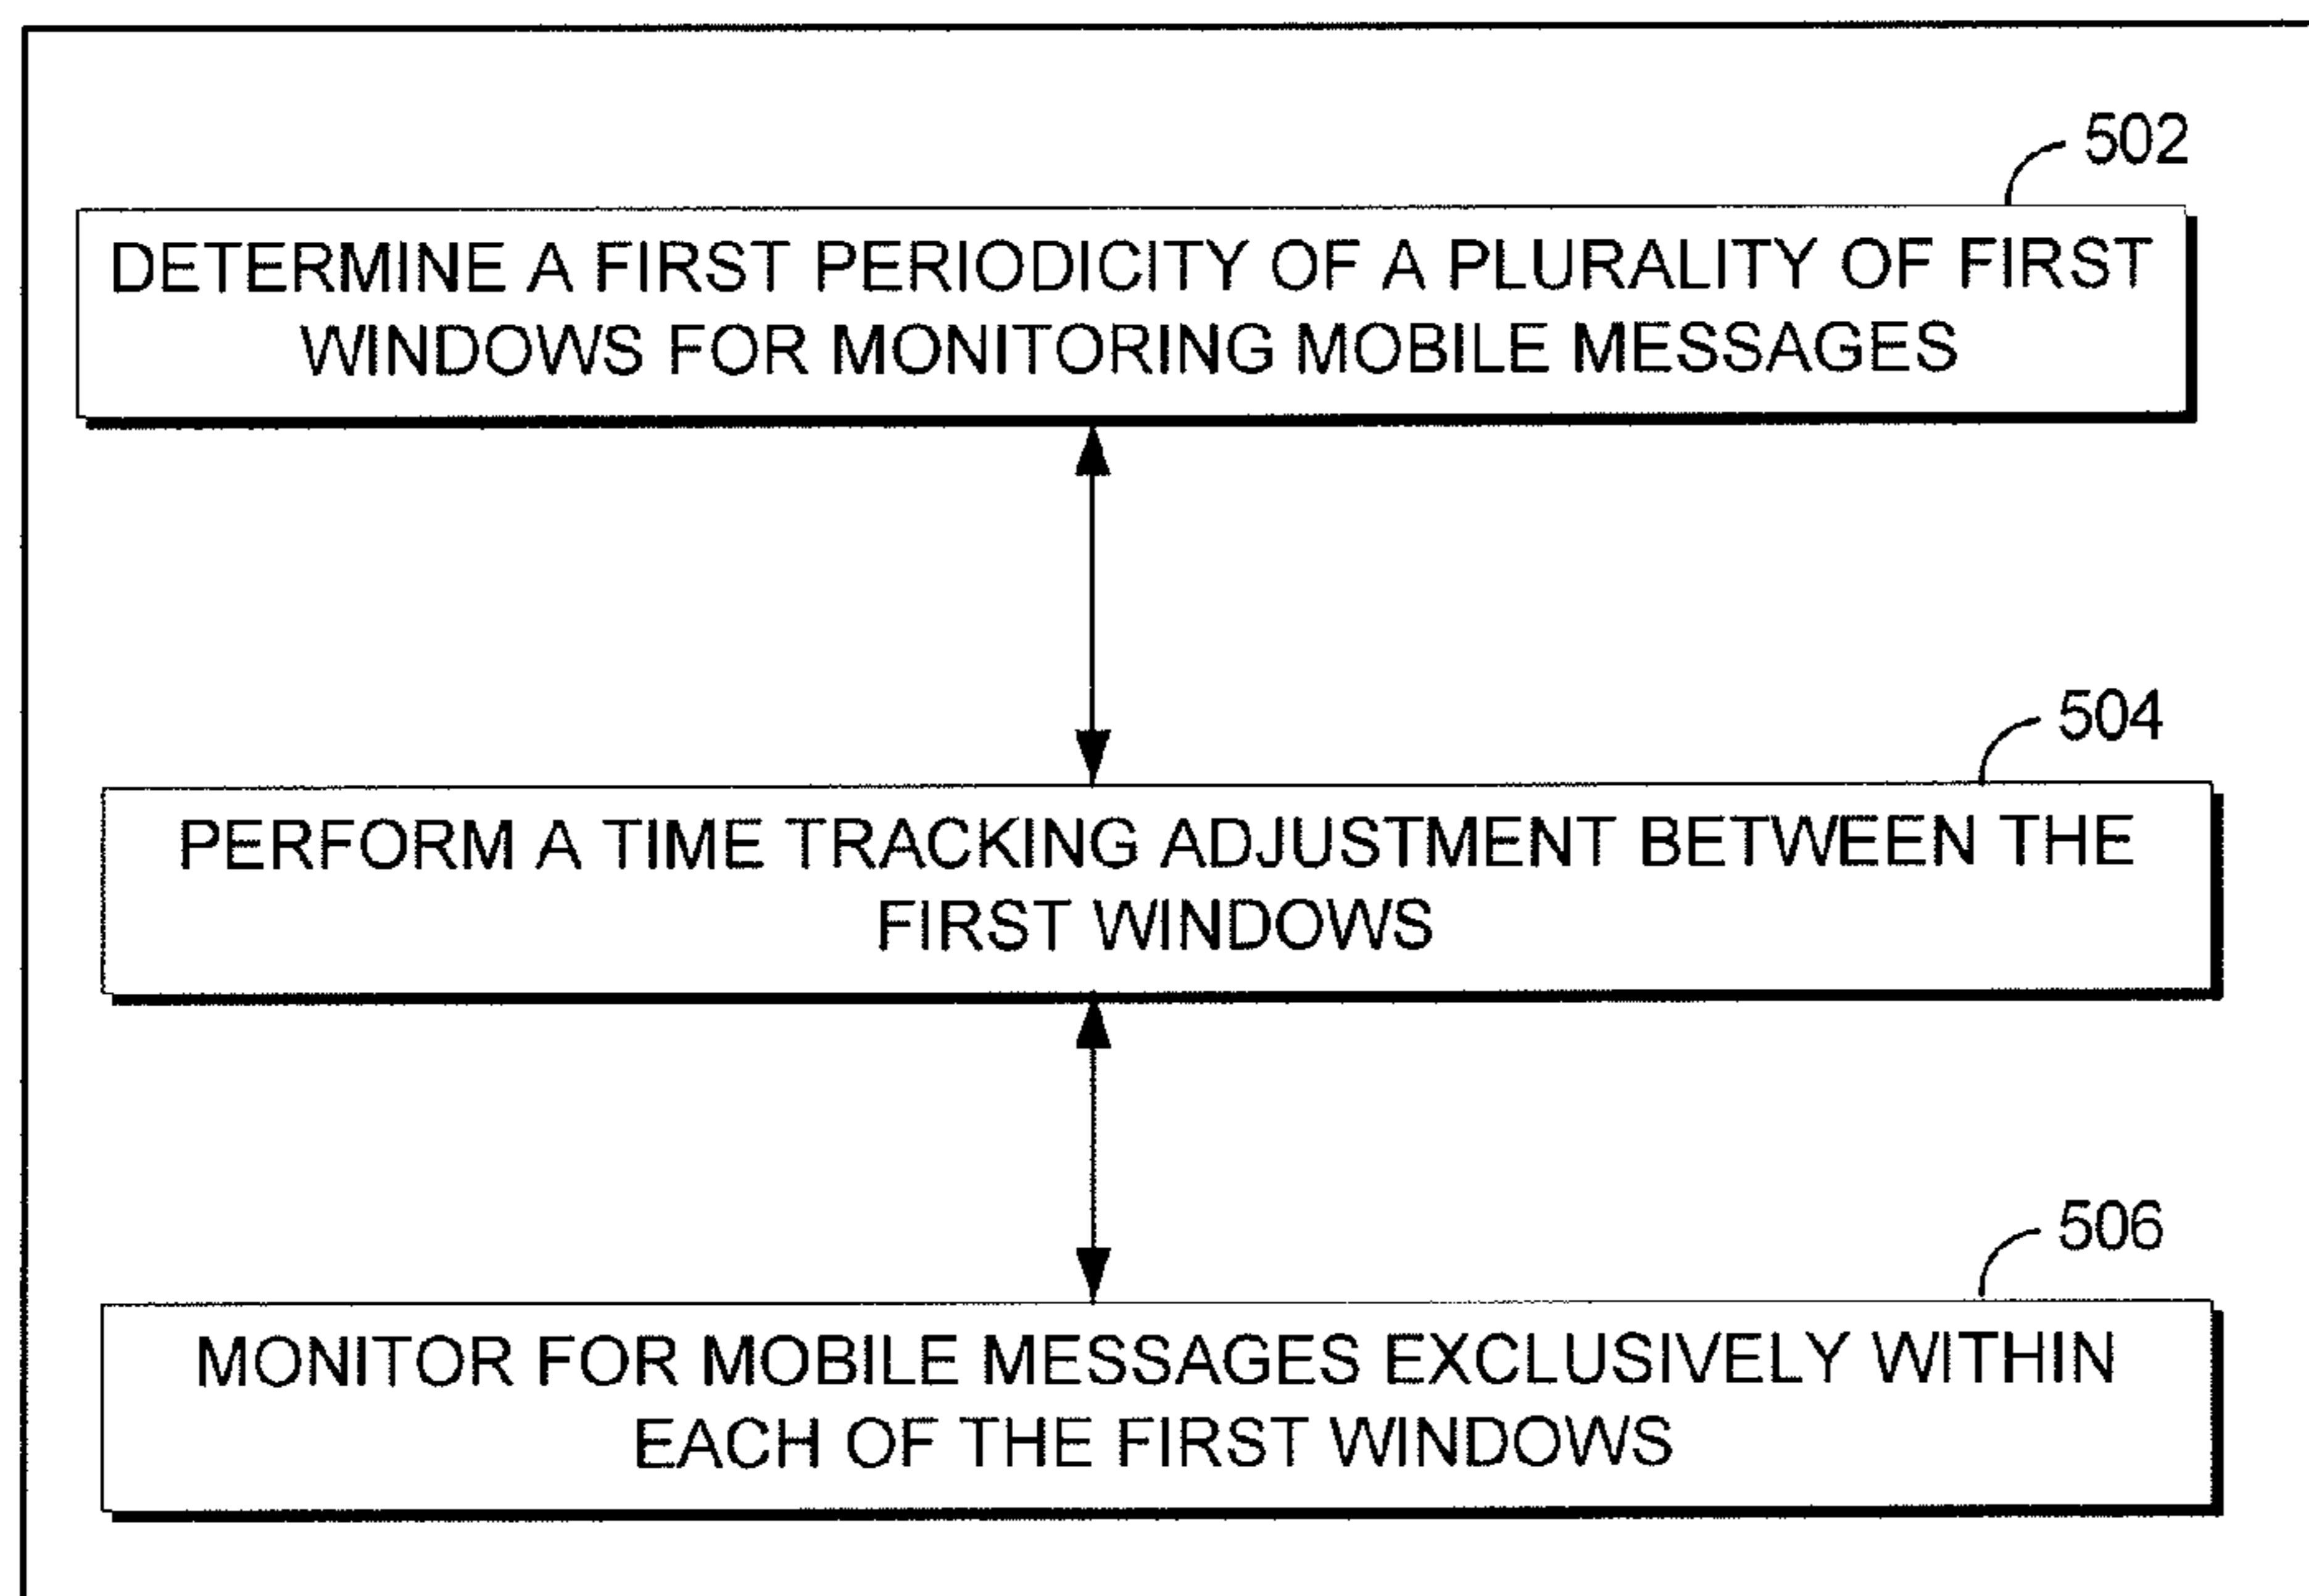 502
DETERMINE A FIRST PERIODICITY OF A PLURALITY OF FIRST
WINDOWS FOR MONITORING MOBILE MESSAGES
504
PERFORM A TIME TRACKING ADJUSTMENT BETWEEN THE
FIRST WINDOWS
506
MONITOR FOR MOBILE MESSAGES EXCLUSIVELY WITHIN
EACH OF THE FIRST WINDOWS